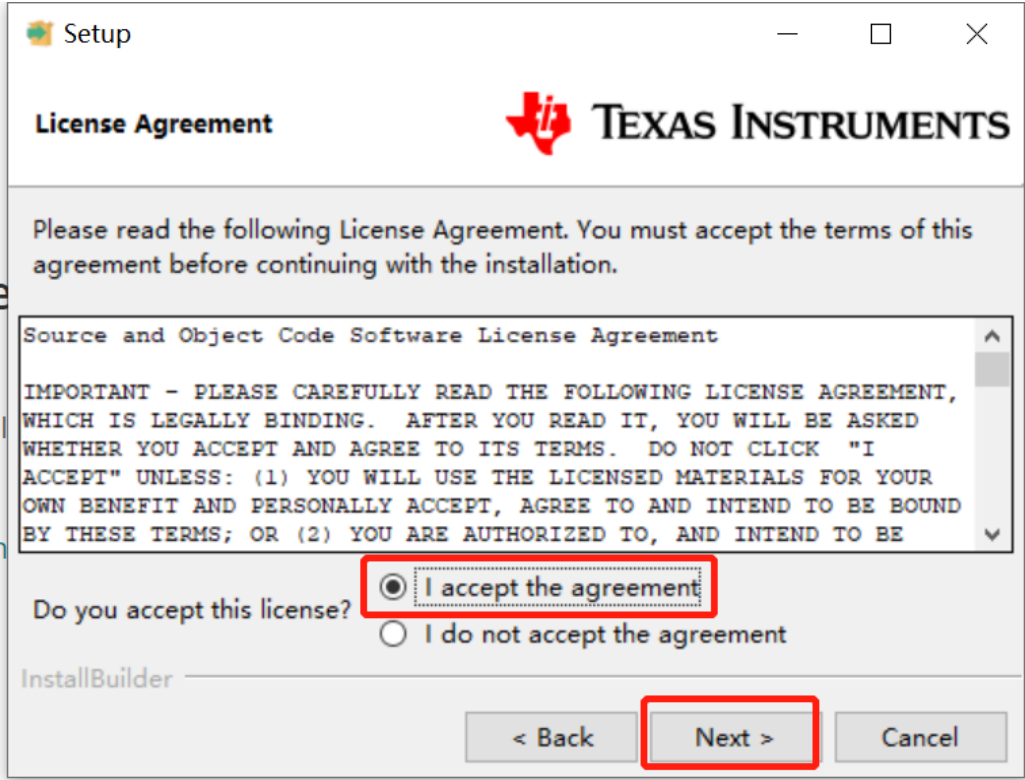 Setup
License Agreement
TEXAS INSTRUMENTS
Please read the following License Agreement. You must accept the terms of this
agreement before continuing with the installation.
Source and Object Code Software License Agreement
IMPORTANT - PLEASE CAREFULLY READ THE FOLLOWING LICENSE AGREEMENT,
WHICH IS LEGALLY BINDING.  AFTER YOU READ IT, YOU WILL BE ASKED
WHETHER YOU ACCEPT AND AGREE TO ITS TERMS.  DO NOT CLICK  "I
ACCEPT" UNLESS: (1) YOU WILL USE THE LICENSED MATERIALS FOR YOUR
OWN BENEFIT AND PERSONALLY ACCEPT, AGREE TO AND INTEND TO BE BOUND
BY THESE TERMS; OR (2) YOU ARE AUTHORIZED TO, AND INTEND TO BE
Do you accept this license?
I accept the agreement
I do not accept the agreement
InstallBuilder
< Back
Next >
Cancel